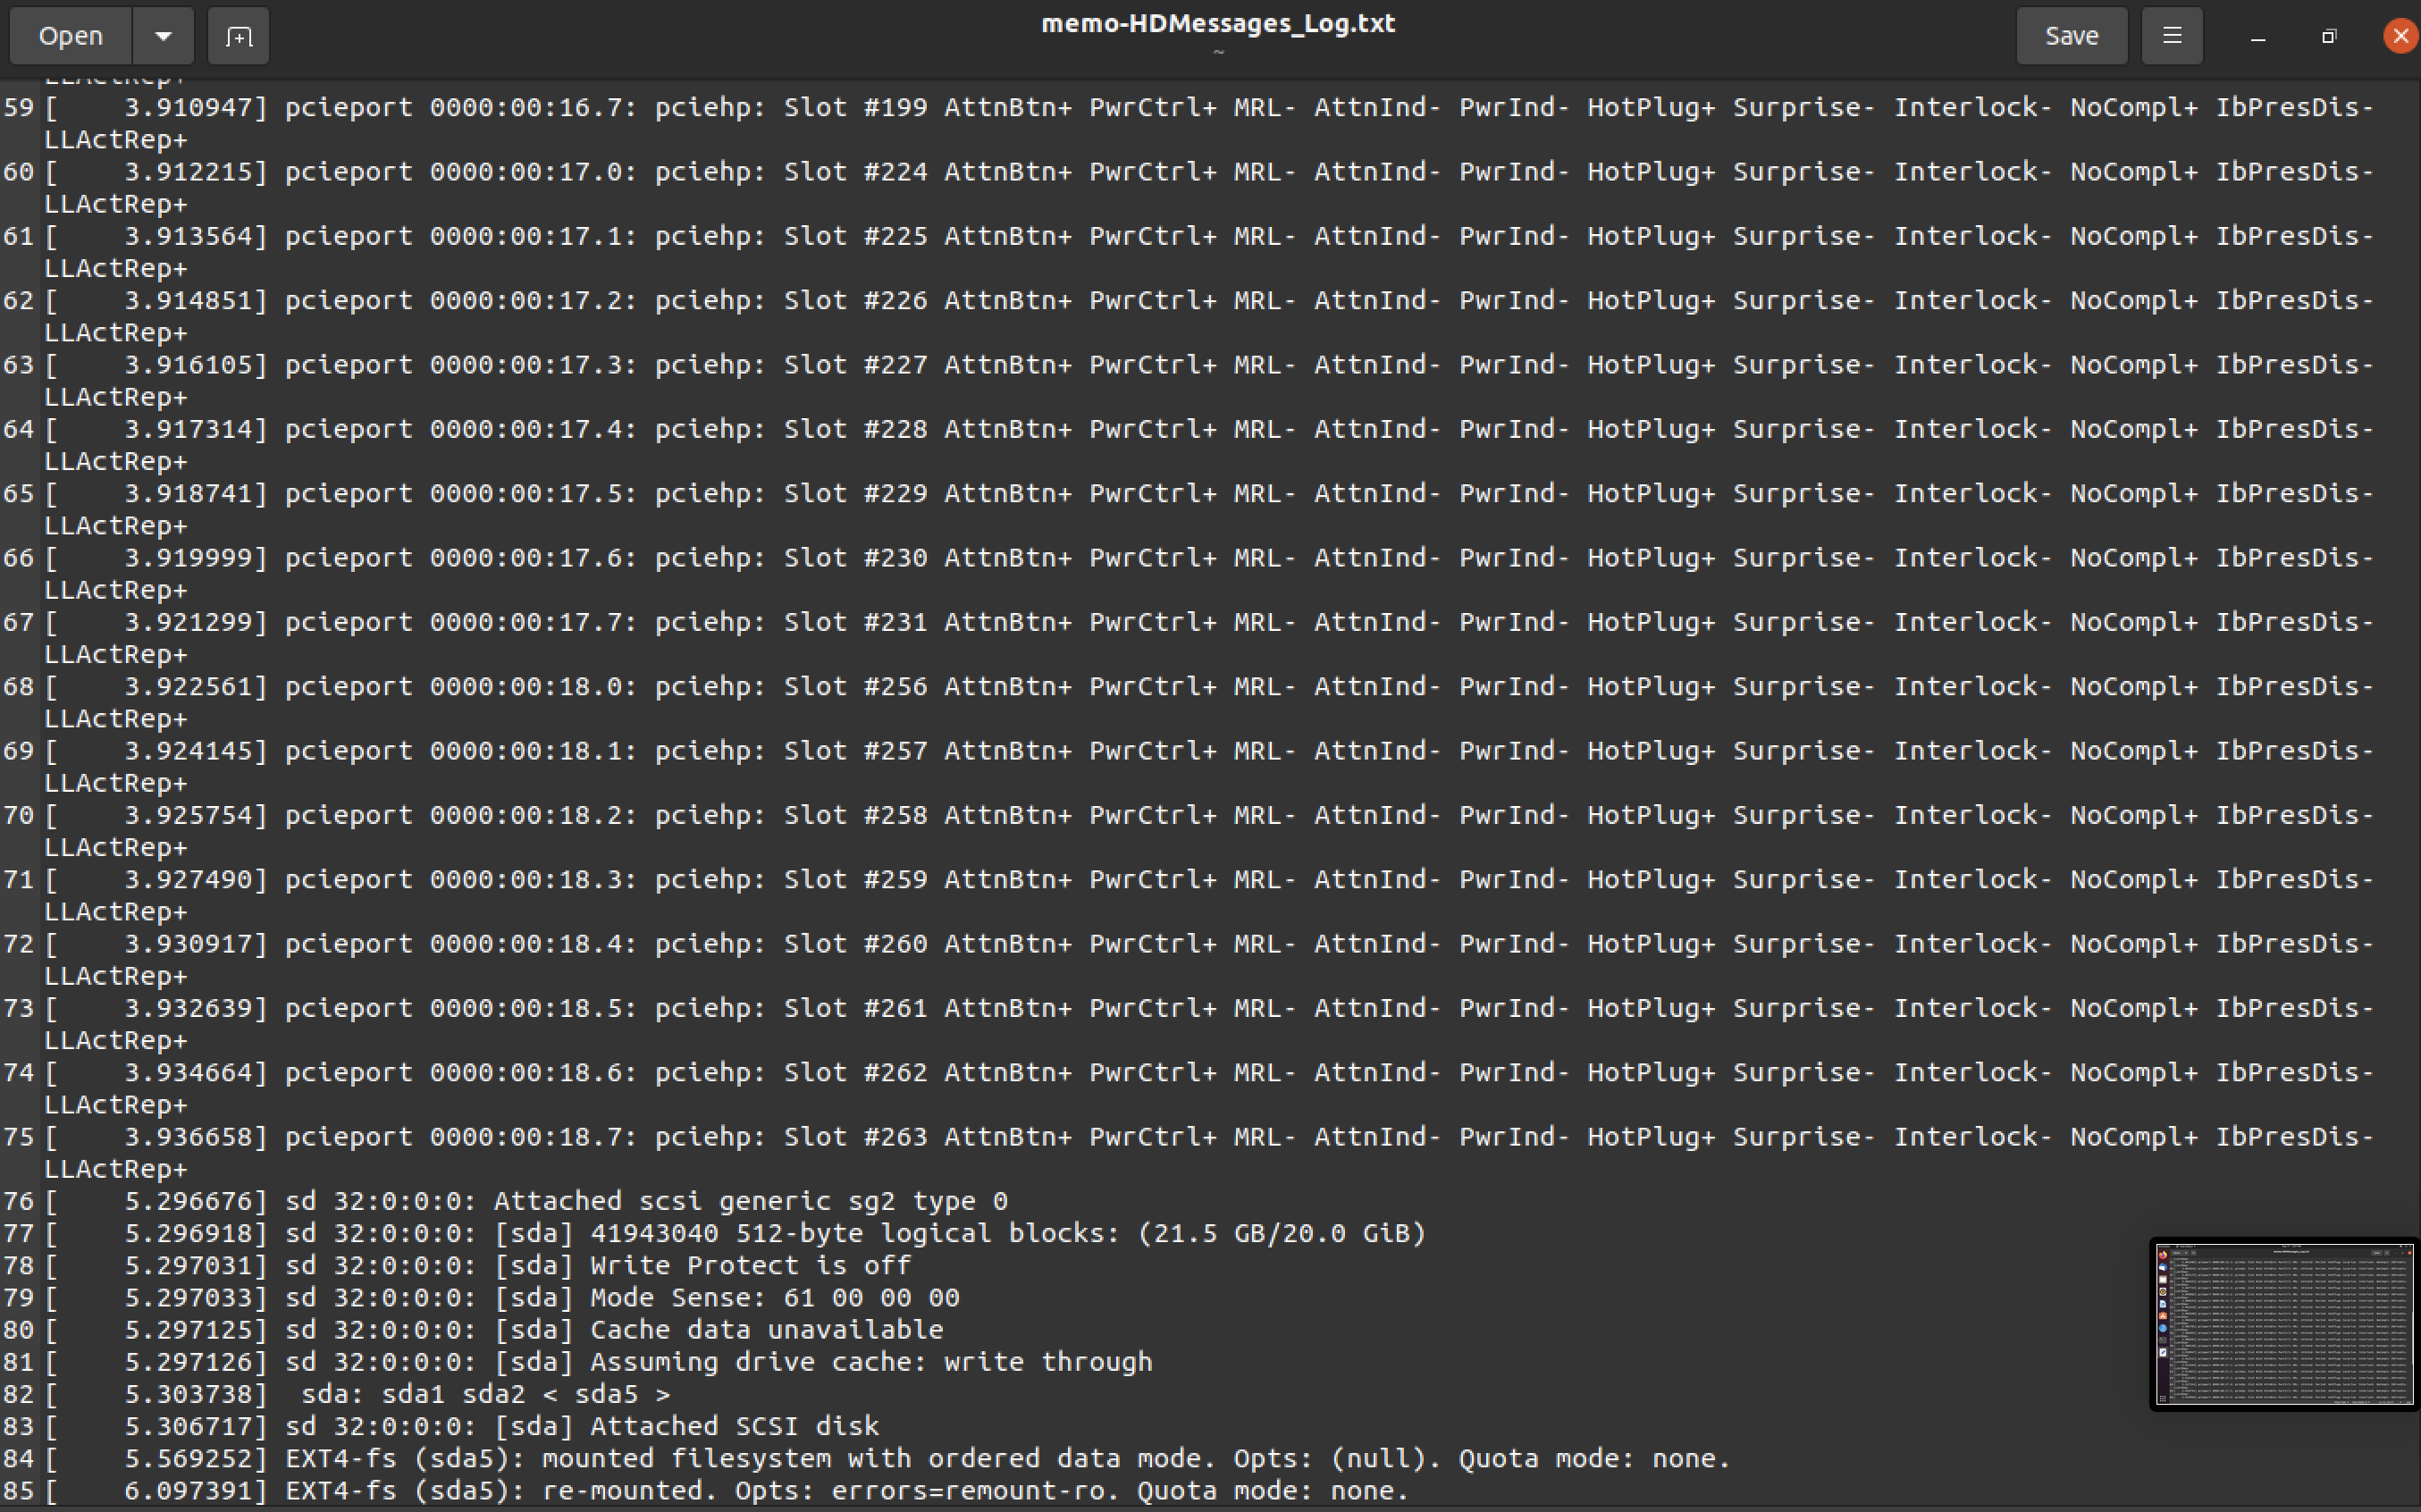 Open
memo-HDMessages_Log.txt
~
Save
LLActRep+
59 [    3.910947] pcieport 0000:00:16.7: pciehp: Slot #199 AttnBtn+ PwrCtrl+ MRL- AttnInd- PwrInd- HotPlug+ Surprise- Interlock- NoCompl+ IbPresDis-
LLActRep+
60 [    3.912215] pcieport 0000:00:17.0: pciehp: Slot #224 AttnBtn+ PwrCtrl+ MRL- AttnInd- PwrInd- HotPlug+ Surprise- Interlock- NoCompl+ IbPresDis-
LLActRep+
61 [    3.913564] pcieport 0000:00:17.1: pciehp: Slot #225 AttnBtn+ PwrCtrl+ MRL- AttnInd- PwrInd- HotPlug+ Surprise- Interlock- NoCompl+ IbPresDis-
LLActRep+
62 [    3.914851] pcieport 0000:00:17.2: pciehp: Slot #226 AttnBtn+ PwrCtrl+ MRL- AttnInd- PwrInd- HotPlug+ Surprise- Interlock- NoCompl+ IbPresDis-
LLActRep+
63 [    3.916105] pcieport 0000:00:17.3: pciehp: Slot #227 AttnBtn+ PwrCtrl+ MRL- AttnInd- PwrInd- HotPlug+ Surprise- Interlock- NoCompl+ IbPresDis-
LLActRep+
64 [    3.917314] pcieport 0000:00:17.4: pciehp: Slot #228 AttnBtn+ PwrCtrl+ MRL- AttnInd- PwrInd- HotPlug+ Surprise- Interlock- NoCompl+ IbPresDis-
LLActRep+
65 [    3.918741] pcieport 0000:00:17.5: pciehp: Slot #229 AttnBtn+ PwrCtrl+ MRL- AttnInd- PwrInd- HotPlug+ Surprise- Interlock- NoCompl+ IbPresDis-
LLActRep+
66 [    3.919999] pcieport 0000:00:17.6: pciehp: Slot #230 AttnBtn+ PwrCtrl+ MRL- AttnInd- PwrInd- HotPlug+ Surprise- Interlock- NoCompl+ IbPresDis-
LLActRep+
67 [    3.921299] pcieport 0000:00:17.7: pciehp: Slot #231 AttnBtn+ PwrCtrl+ MRL- AttnInd- PwrInd- HotPlug+ Surprise- Interlock- NoCompl+ IbPresDis-
LLActRep+
68 [    3.922561] pcieport 0000:00:18.0: pciehp: Slot #256 AttnBtn+ PwrCtrl+ MRL- AttnInd- PwrInd- HotPlug+ Surprise- Interlock- NoCompl+ IbPresDis-
LLActRep+
69 [    3.924145] pcieport 0000:00:18.1: pciehp: Slot #257 AttnBtn+ PwrCtrl+ MRL- AttnInd- PwrInd- HotPlug+ Surprise- Interlock- NoCompl+ IbPresDis-
LLActRep+
70 [    3.925754] pcieport 0000:00:18.2: pciehp: Slot #258 AttnBtn+ PwrCtrl+ MRL- AttnInd- PwrInd- HotPlug+ Surprise- Interlock- NoCompl+ IbPresDis-
LLActRep+
71 [    3.927490] pcieport 0000:00:18.3: pciehp: Slot #259 AttnBtn+ PwrCtrl+ MRL- AttnInd- PwrInd- HotPlug+ Surprise- Interlock- NoCompl+ IbPresDis-
LLActRep+
72 [    3.930917] pcieport 0000:00:18.4: pciehp: Slot #260 AttnBtn+ PwrCtrl+ MRL- AttnInd- PwrInd- HotPlug+ Surprise- Interlock- NoCompl+ IbPresDis-
LLActRep+
73 [    3.932639] pcieport 0000:00:18.5: pciehp: Slot #261 AttnBtn+ PwrCtrl+ MRL- AttnInd- PwrInd- HotPlug+ Surprise- Interlock- NoCompl+ IbPresDis-
LLActRep+
74 [    3.934664] pcieport 0000:00:18.6: pciehp: Slot #262 AttnBtn+ PwrCtrl+ MRL- AttnInd- PwrInd- HotPlug+ Surprise- Interlock- NoCompl+ IbPresDis-
LLActRep+
75 [    3.936658] pcieport 0000:00:18.7: pciehp: Slot #263 AttnBtn+ PwrCtrl+ MRL- AttnInd- PwrInd- HotPlug+ Surprise- Interlock- NoCompl+ IbPresDis-
LLActRep+
76 [    5.296676] sd 32:0:0:0: Attached scsi generic sg2 type 0
77 [    5.296918] sd 32:0:0:0: [sda] 41943040 512-byte logical blocks: (21.5 GB/20.0 GiB)
78 [    5.297031] sd 32:0:0:0: [sda] Write Protect is off
79 [    5.297033] sd 32:0:0:0: [sda] Mode Sense: 61 00 00 00
80 [    5.297125] sd 32:0:0:0: [sda] Cache data unavailable
81 [    5.297126] sd 32:0:0:0: [sda] Assuming drive cache: write through
82 [    5.303738]  sda: sda1 sda2 < sda5 >
83 [    5.306717] sd 32:0:0:0: [sda] Attached SCSI disk
84 [    5.569252] EXT4-fs (sda5): mounted filesystem with ordered data mode. Opts: (null). Quota mode: none.
85 [    6.097391] EXT4-fs (sda5): re-mounted. Opts: errors=remount-ro. Quota mode: none.